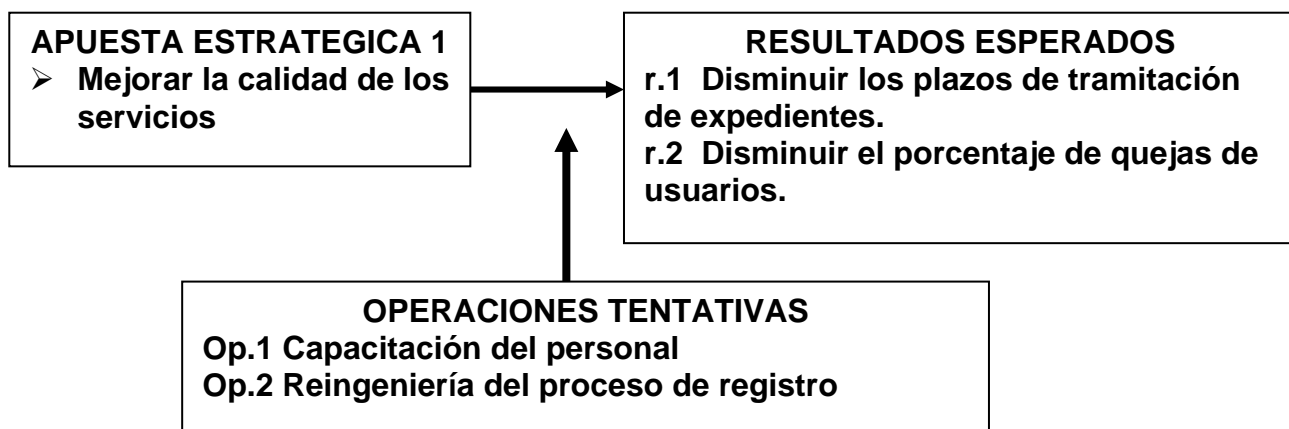 APUESTA ESTRATEGICA 1
➢ Mejorar la calidad de los
servicios
RESULTADOS ESPERADOS
r.1 Disminuir los plazos de tramitación
de expedientes.
r.2 Disminuir el porcentaje de quejas de
usuarios.
OPERACIONES TENTATIVAS
Op.1 Capacitación del personal
Op.2 Reingeniería del proceso de registro